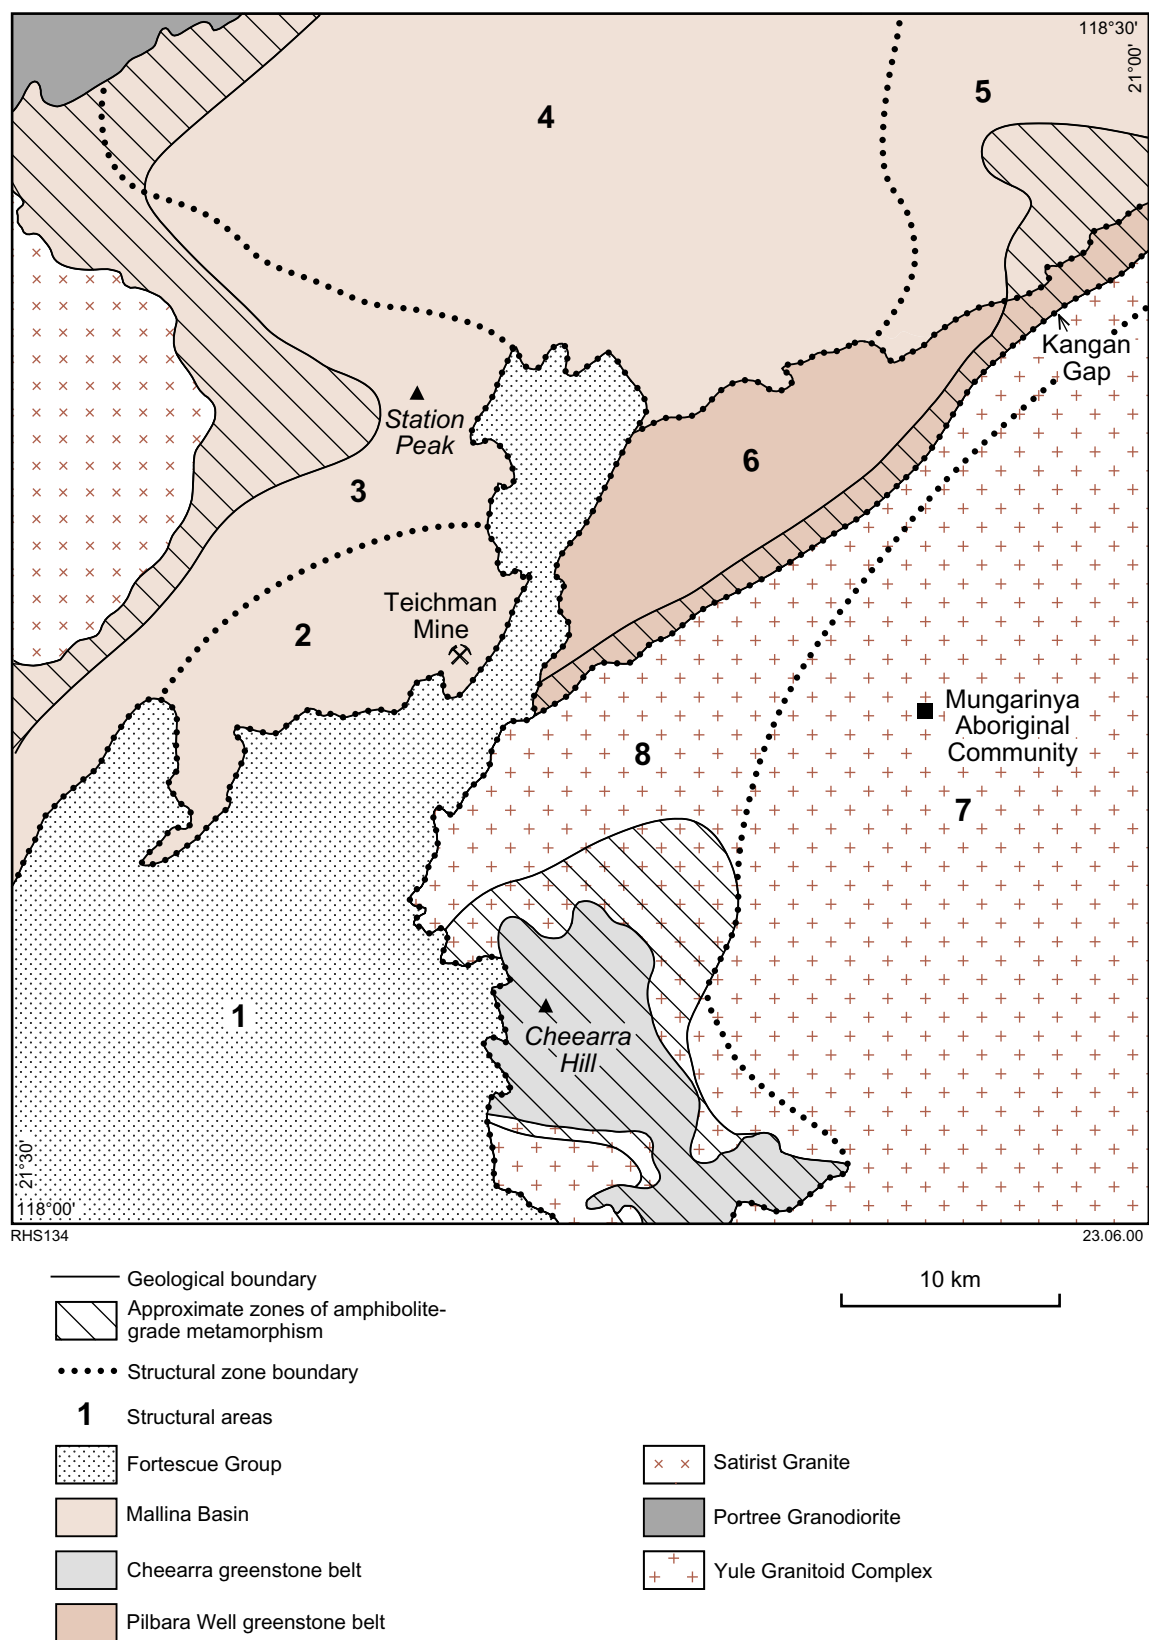 118°30'
21°00'
4
5
Kangan
Gap
Station
Peak
6
3
Teichman
Mine
2
Mungarinya
Aboriginal
Community
8
7
1
Cheearra
Hill
21°30'
118°00'
RHS134
23.06.00
Geological boundary
10 km
Approximate zones of amphibolite-
grade metamorphism
Structural zone boundary
1
Structural areas
Fortescue Group
Satirist Granite
Mallina Basin
Portree Granodiorite
Cheearra greenstone belt
Yule Granitoid Complex
Pilbara Well greenstone belt